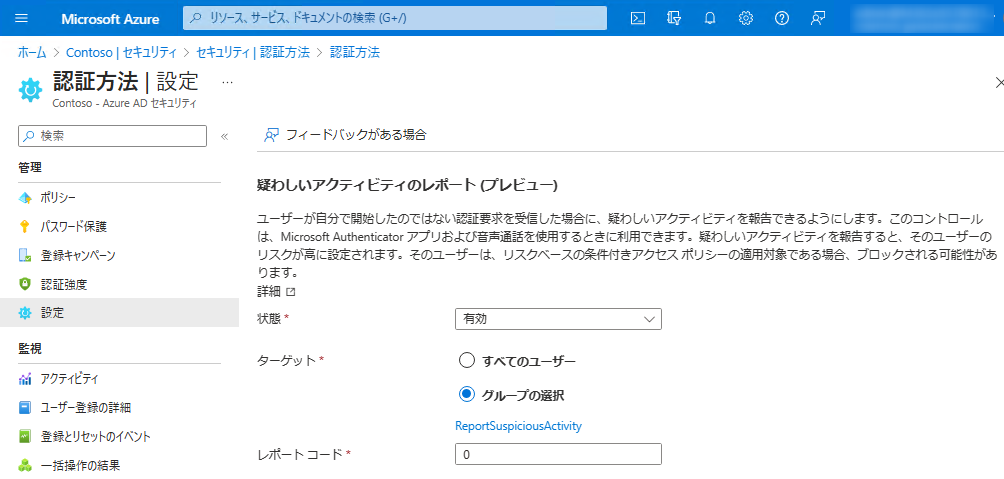 Microsoft Azure
リソース、サービス、ドキュメントの検索 (G+/)
ホーム > Contoso | セキュリティ > セキュリティ | 認証方法 > 認証方法
認証方法 | 設定 …
Contoso - Azure AD セキュリティ
検索 «
管理
ポリシー
パスワード保護
登録キャンペーン
認証強度
設定
監視
アクティビティ
ユーザー登録の詳細
登録とリセットのイベント
一括操作の結果
フィードバックがある場合
疑わしいアクティビティのレポート (プレビュー)
ユーザーが自分で開始したのではない認証要求を受信した場合に、疑わしいアクティビティを報告できるようにします。このコントロール
は、Microsoft Authenticator アプリおよび音声通話を使用するときに利用できます。疑わしいアクティビティを報告すると、そのユーザーの
リスクが高に設定されます。そのユーザーは、リスクベースの条件付きアクセス ポリシーの適用対象である場合、ブロックされる可能性があ
ります。
詳細
状態 * 有効
ターゲット * すべてのユーザー
グループの選択
ReportSuspiciousActivity
レポート コード * 0